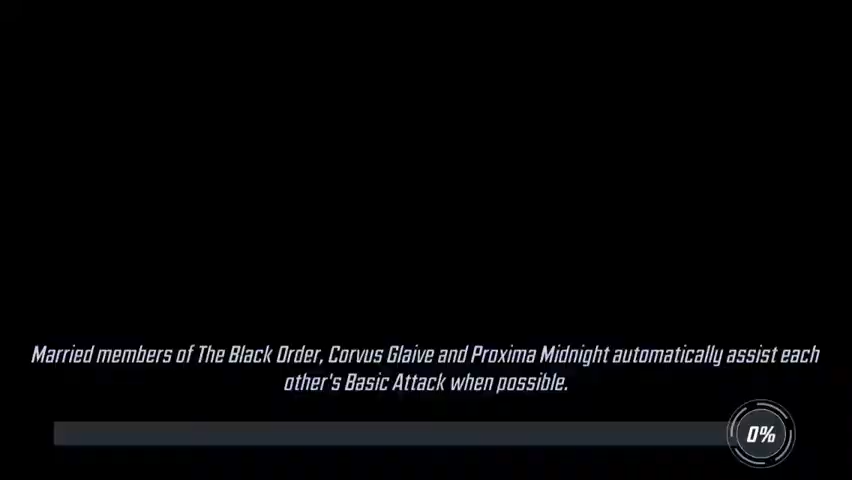 Married members of The Black Order, Corvus Glaive and Proxima Midnight automatically assist each
other's Basic Attack when possible.
0%